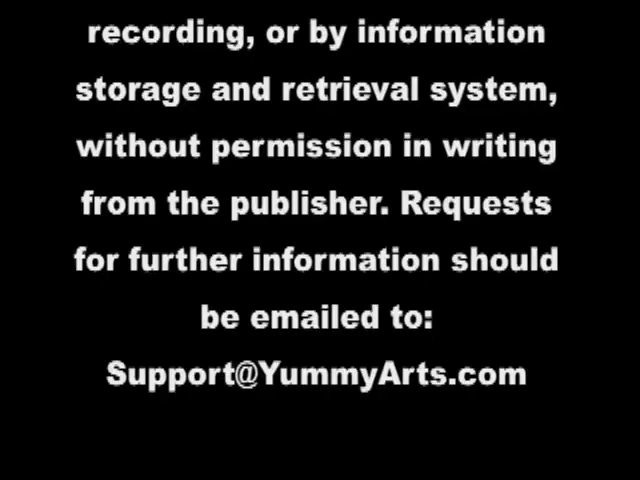 recording, or by information
storage and retrieval system,
without permission in writing
from the publisher. Requests
for further information should
be emailed to:
Support@YummyArts.com